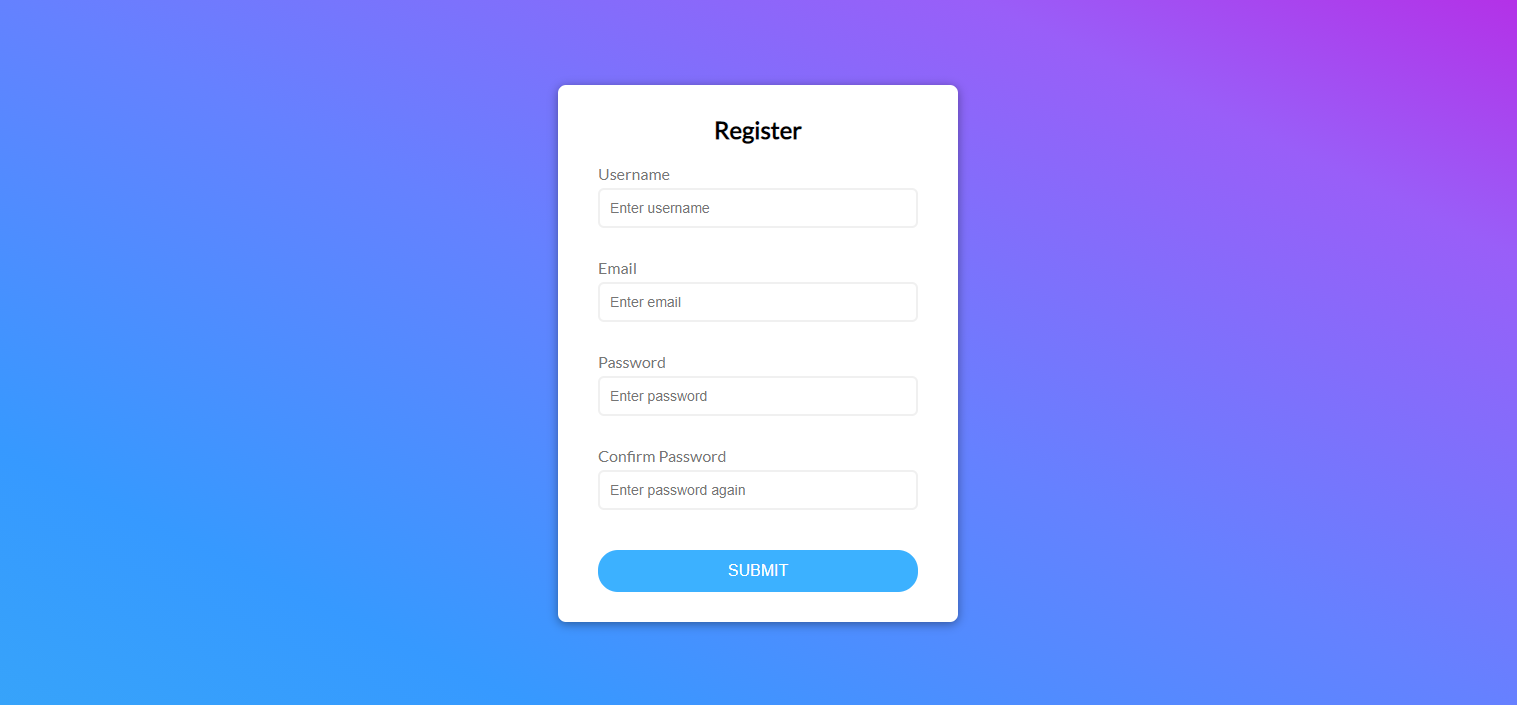 Register
Username
Enter username
Email
Enter email
Password
Enter password
Confirm Password
Enter password again
SUBMIT